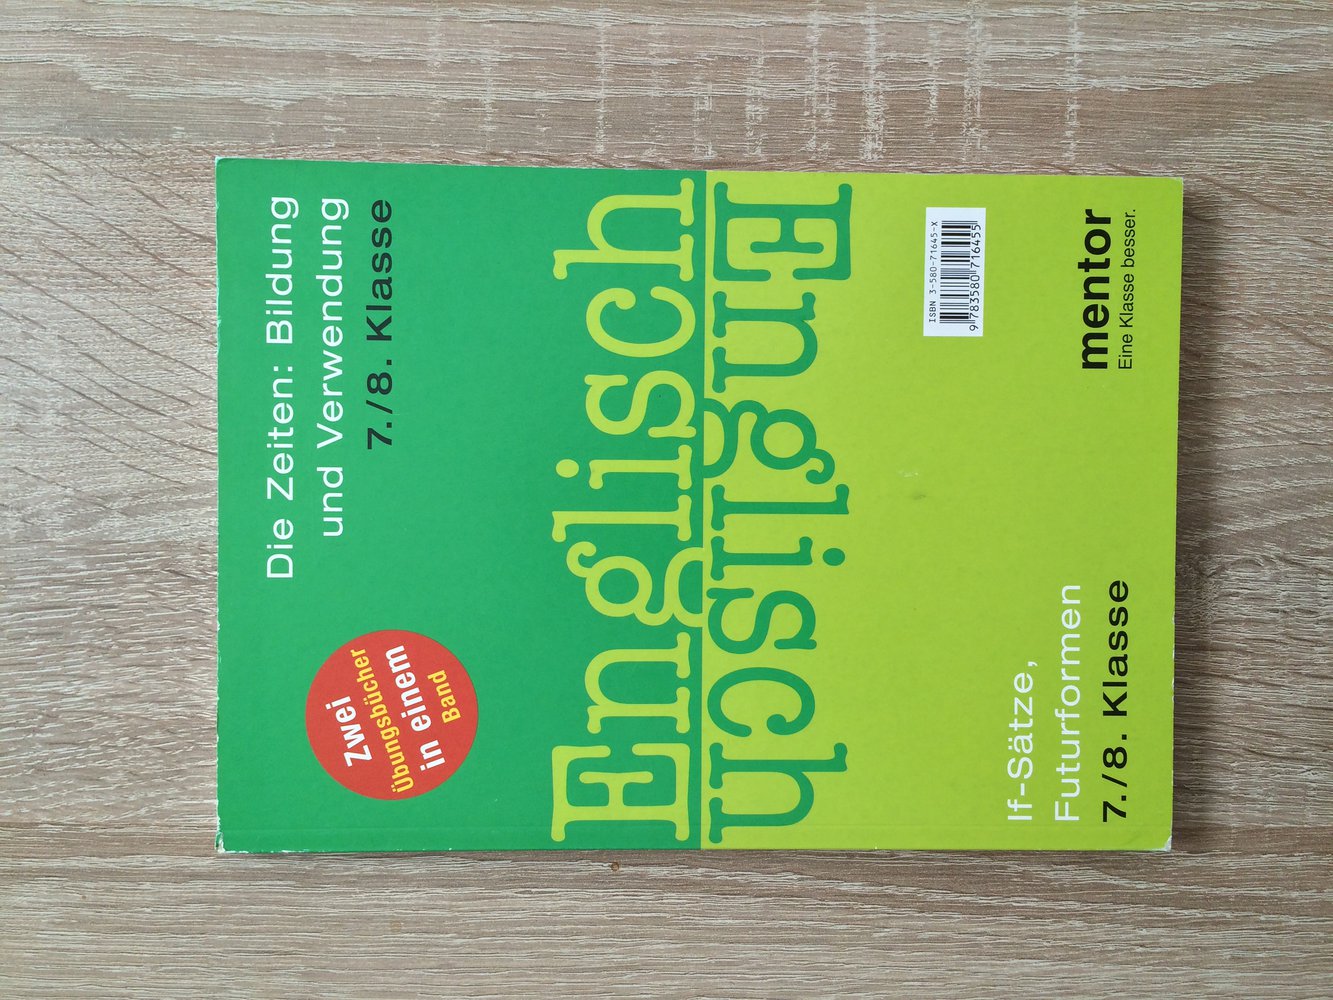 Die Zeiten: Bildung
und Verwendung
7./8. Klasse
Zwei
Übungsbücher
in einem
Band
Englisch
Englisch
If-Sätze,
Futurformen
7./8. Klasse
ISBN 3-580-71645-X
9 783580 716455
mentor
Eine Klasse besser.